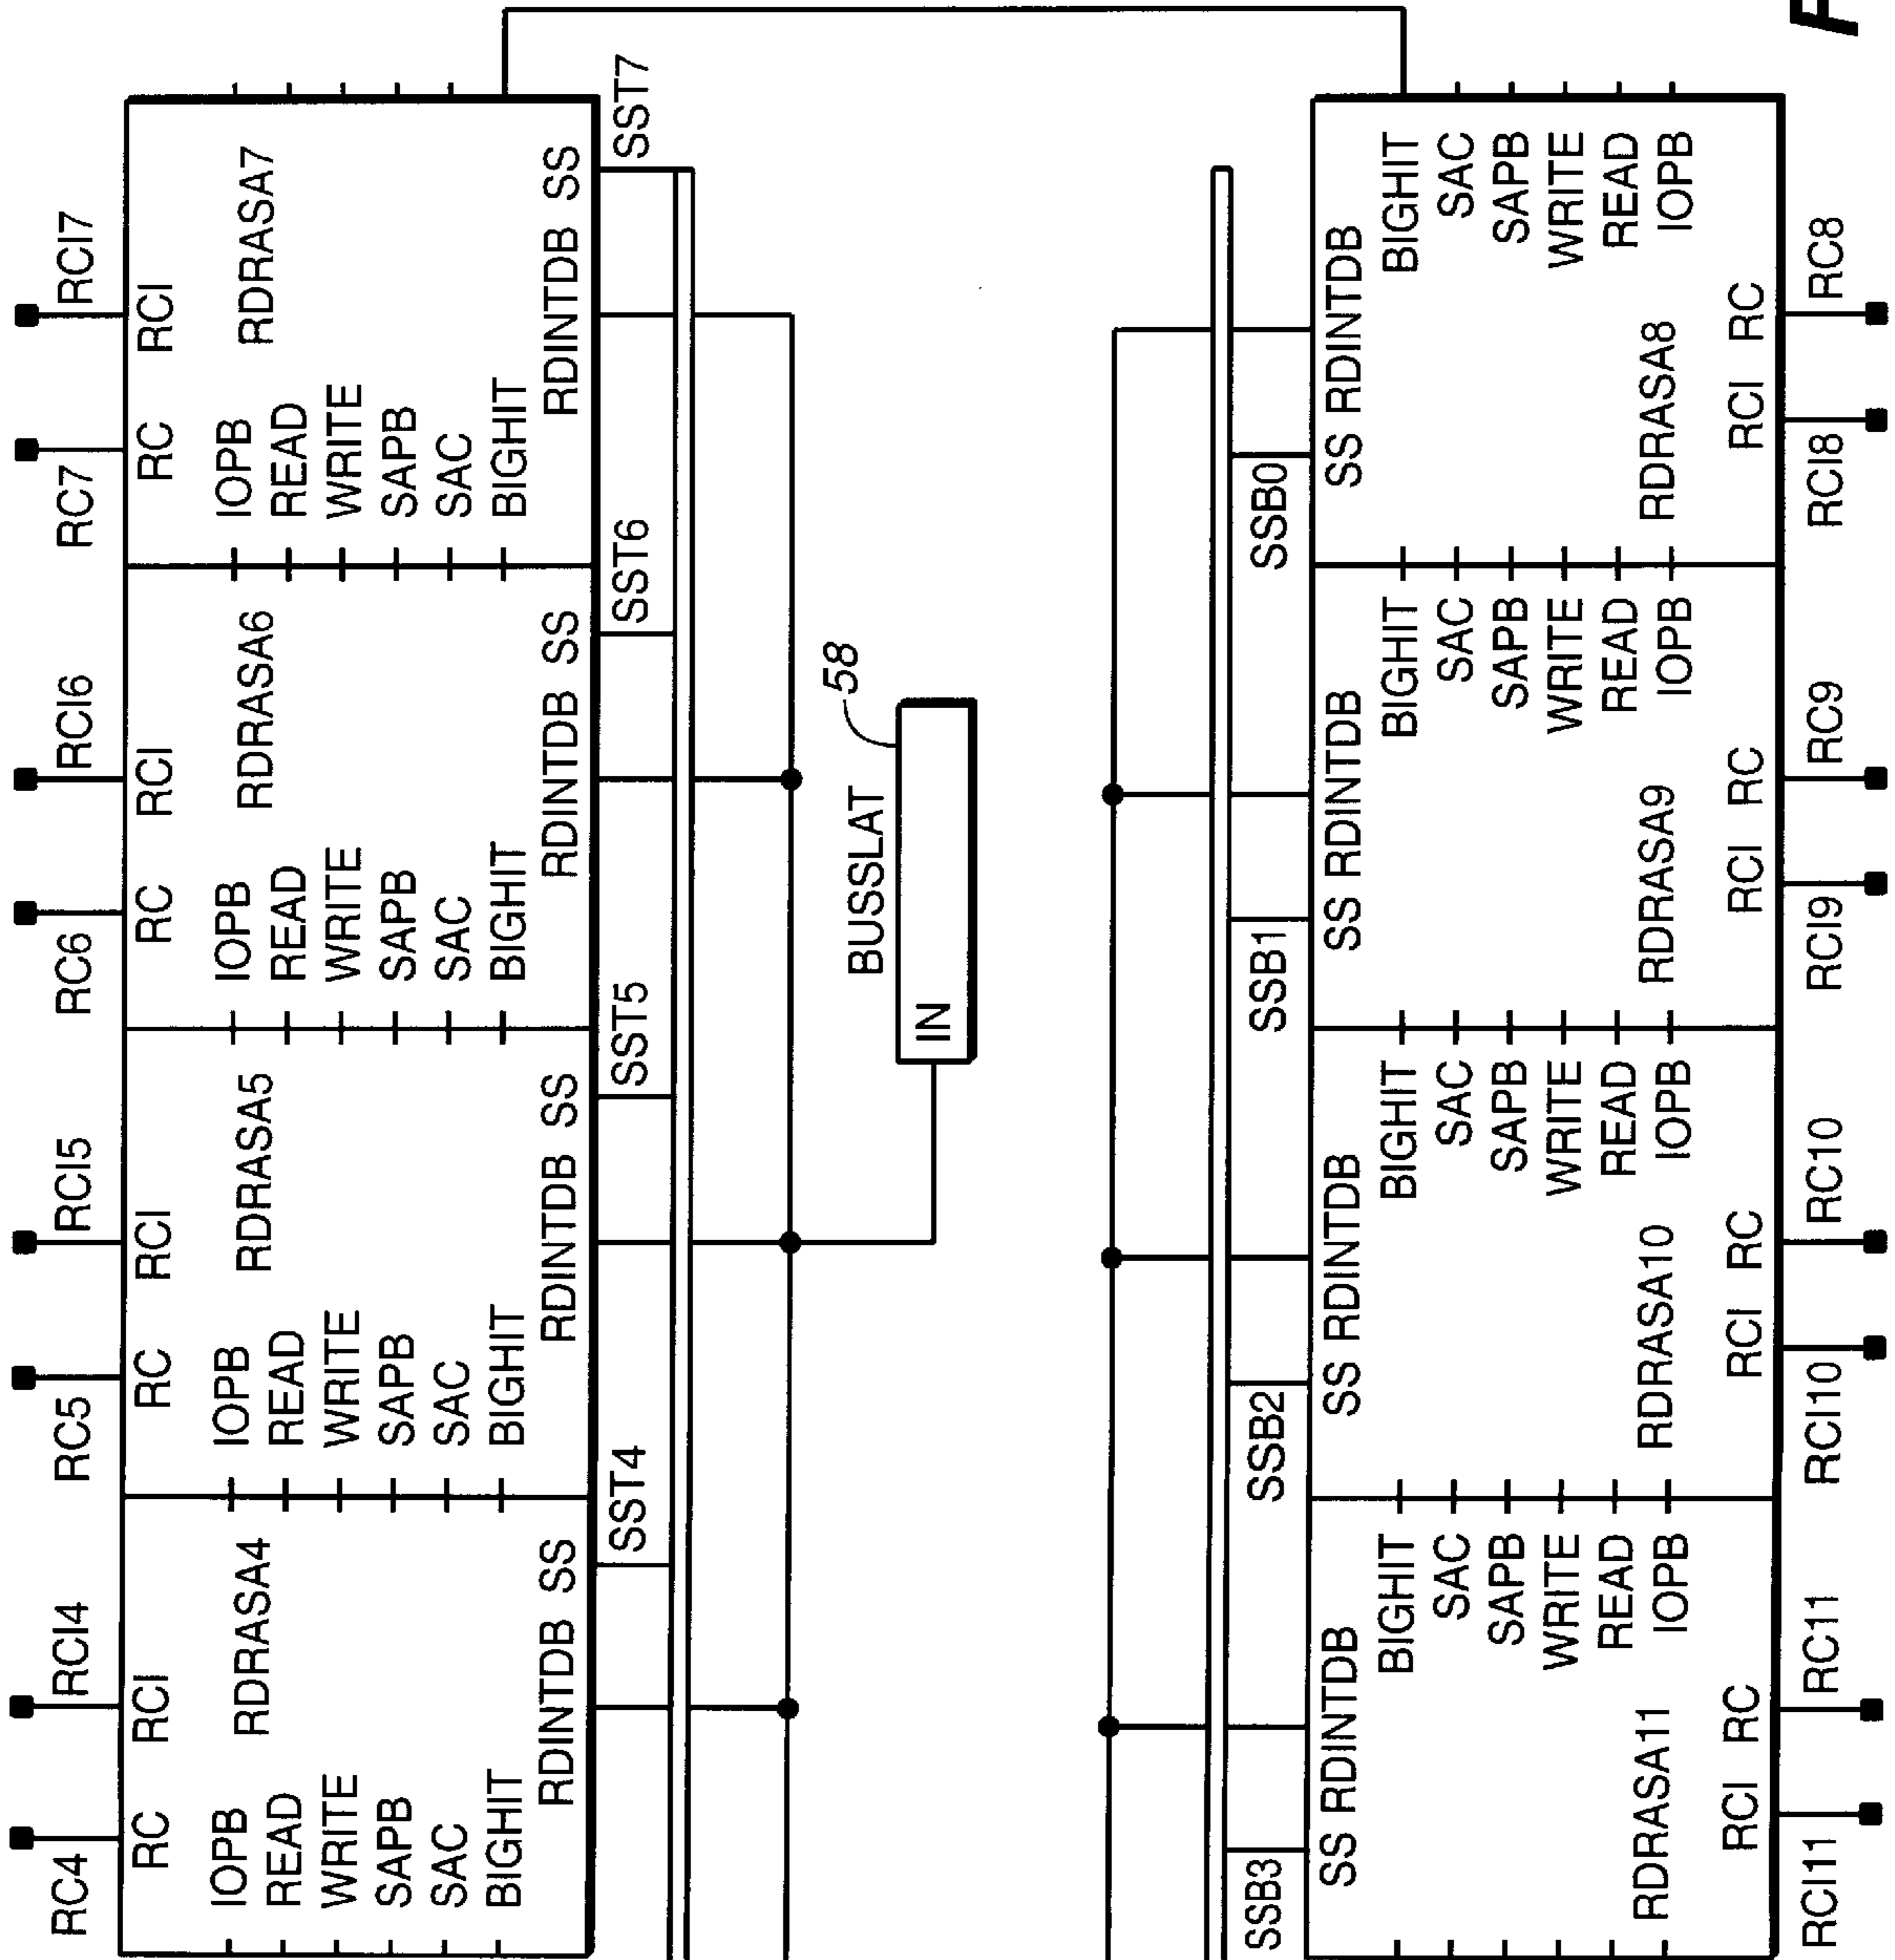 RC4 RCI4 RC5 RCI5 RC6 RCI6 RC7 RCI7
RC RCI RC RCI RC RCI RC RCI
IOPB RDRASA4 IOPB RDRASA5 IOPB RDRASA6 IOPB RDRASA7
READ READ READ READ
WRITE WRITE WRITE WRITE
SAPB SAPB SAPB SAPB
SAC SAC SAC SAC
BIGHIT BIGHIT BIGHIT BIGHIT
RDINTDB SS RDINTDB SS RDINTDB SS RDINTDB SS
SST4 SST5 SST6 SST7
58
BUSSLAT
IN
SSB3 SSB2 SSB1 SSB0
SS RDINTDB SS RDINTDB SS RDINTDB SS RDINTDB
BIGHIT BIGHIT BIGHIT BIGHIT
SAC SAC SAC SAC
SAPB SAPB SAPB SAPB
WRITE WRITE WRITE WRITE
READ READ READ READ
RDRASA11 IOPB RDRASA10 IOPB RDRASA9 IOPB RDRASA8 IOPB
RCI RC RCI RC RCI RC RCI RC
RCI11 RC11 RCI10 RC10 RCI9 RC9 RCI8 RC8